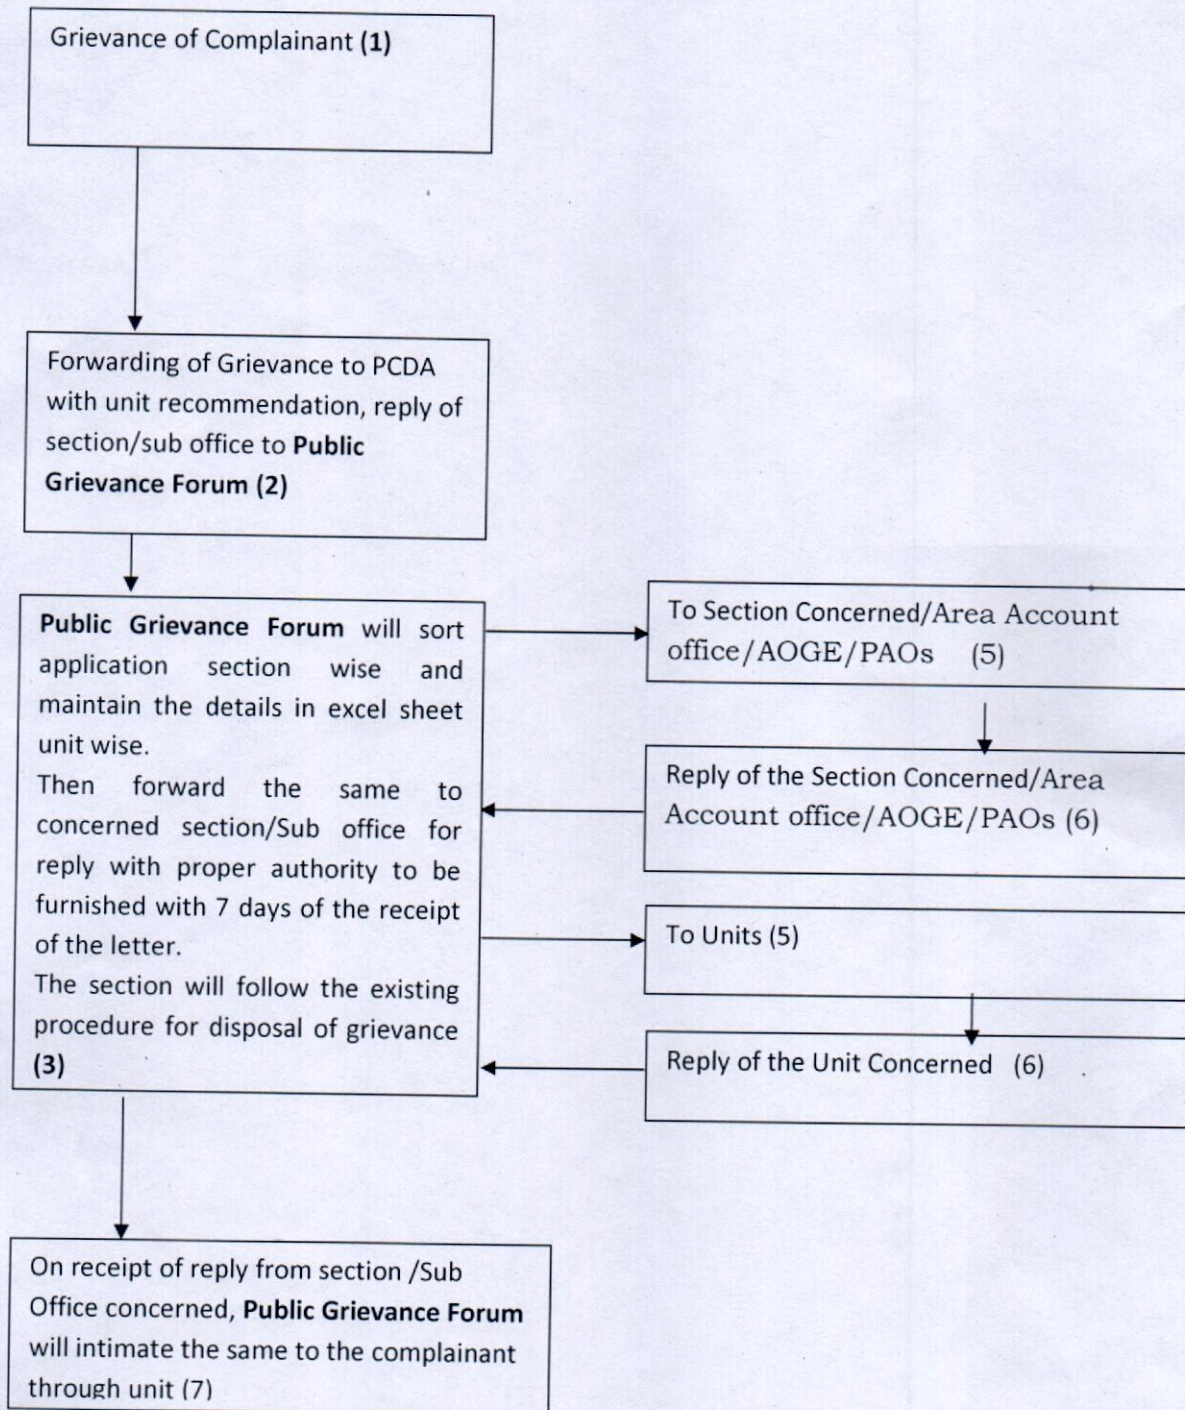 Grievance of Complainant (1)
Forwarding of Grievance to PCDA
with unit recommendation, reply of
section/sub office to Public
Grievance Forum (2)
Public Grievance Forum will sort
application section wise and
maintain the details in excel sheet
unit wise.
Then forward the same to
concerned section/Sub office for
reply with proper authority to be
furnished with 7 days of the receipt
of the letter.
The section will follow the existing
procedure for disposal of grievance
(3)
To Section Concerned/Area Account
office/AOGE/PAOs (5)
Reply of the Section Concerned/Area
Account office/AOGE/PAOs (6)
To Units (5)
Reply of the Unit Concerned (6)
On receipt of reply from section /Sub
Office concerned, Public Grievance Forum
will intimate the same to the complainant
through unit (7)